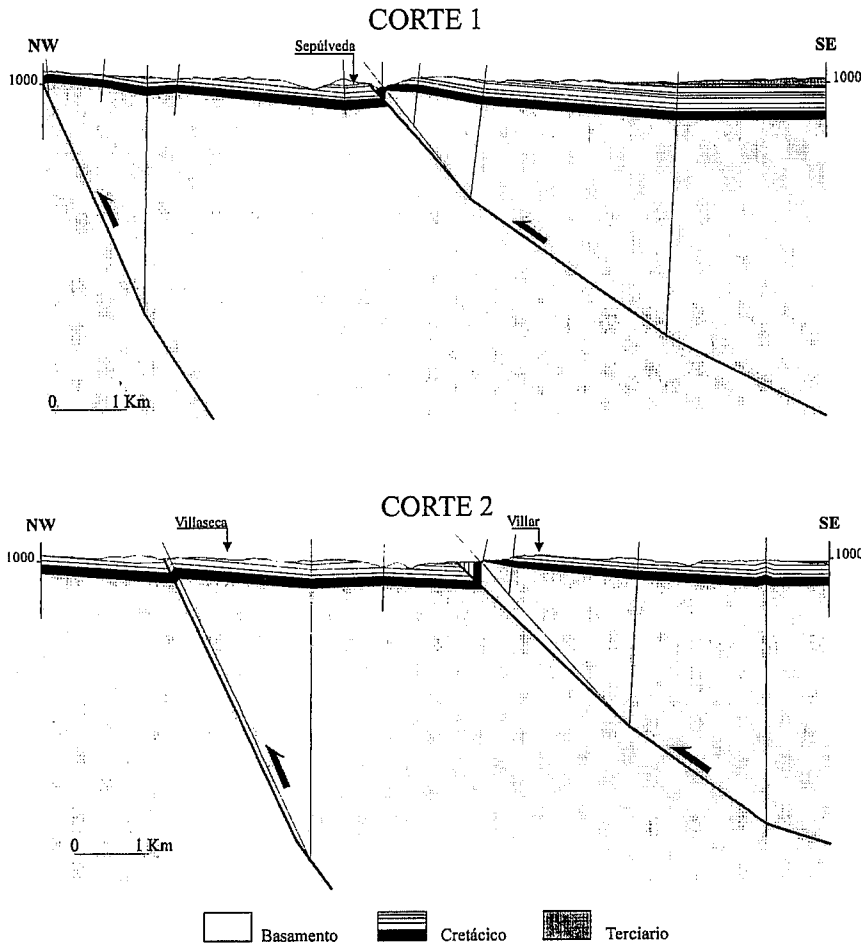 CORTE 1
NW
Sepúlveda
SE
1000
1000
0 1 Km
CORTE 2
NW
Villaseca
Villar
SE
1000
1000
0 1 Km
Basamento
Cretácico
Terciario